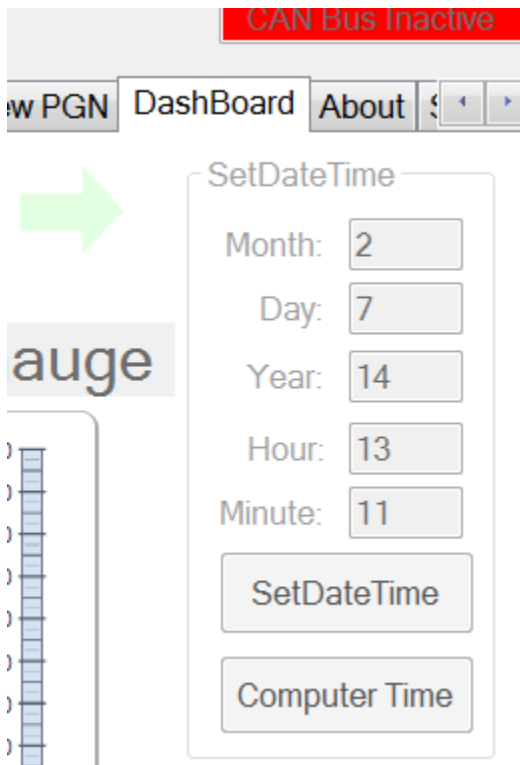 CAN Bus Inactive
ew PGN DashBoard About
SetDateTime
Month: 2
Day: 7
auge
Year: 14
Hour: 13
Minute: 11
SetDateTime
Computer Time